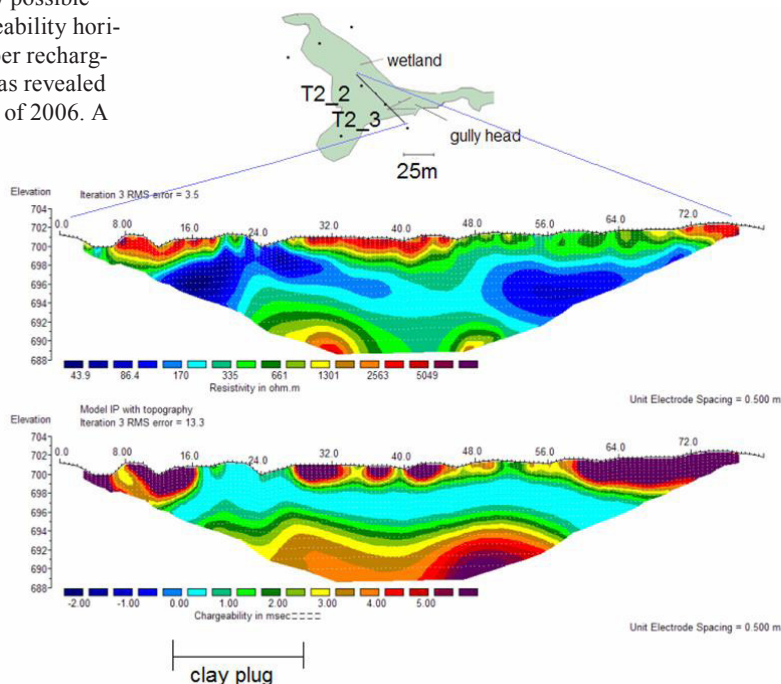 y possible
eability hori-
per recharg-
as revealed
of 2006. A
wetland
T2_2
T2_3
gully head
25m
Elevation
Iteration 3 RMS error = 3.5
704
702
700
698
696
694
692
690
688
0.0 8.00 16.0 24.0 32.0 40.0 48.0 56.0 64.0 72.0
43.9 86.4 170 335 661 1301 2563 5049
Resistivity in ohm.m
Unit Electrode Spacing = 0.500 m
Model IP with topography
Elevation
Iteration 3 RMS error = 13.3
704
702
700
698
696
694
692
690
688
0.0 8.00 16.0 24.0 32.0 40.0 48.0 56.0 64.0 72.0
-2.00 -1.00 0.00 1.00 2.00 3.00 4.00 5.00
Chargeability in msec
Unit Electrode Spacing = 0.500 m
clay plug